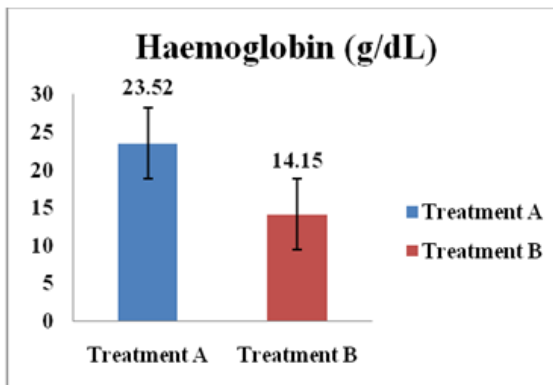 Haemoglobin (g/dL)
23.52
14.15
30
25
20
15
10
5
0
Treatment A
Treatment B
Treatment A Treatment B